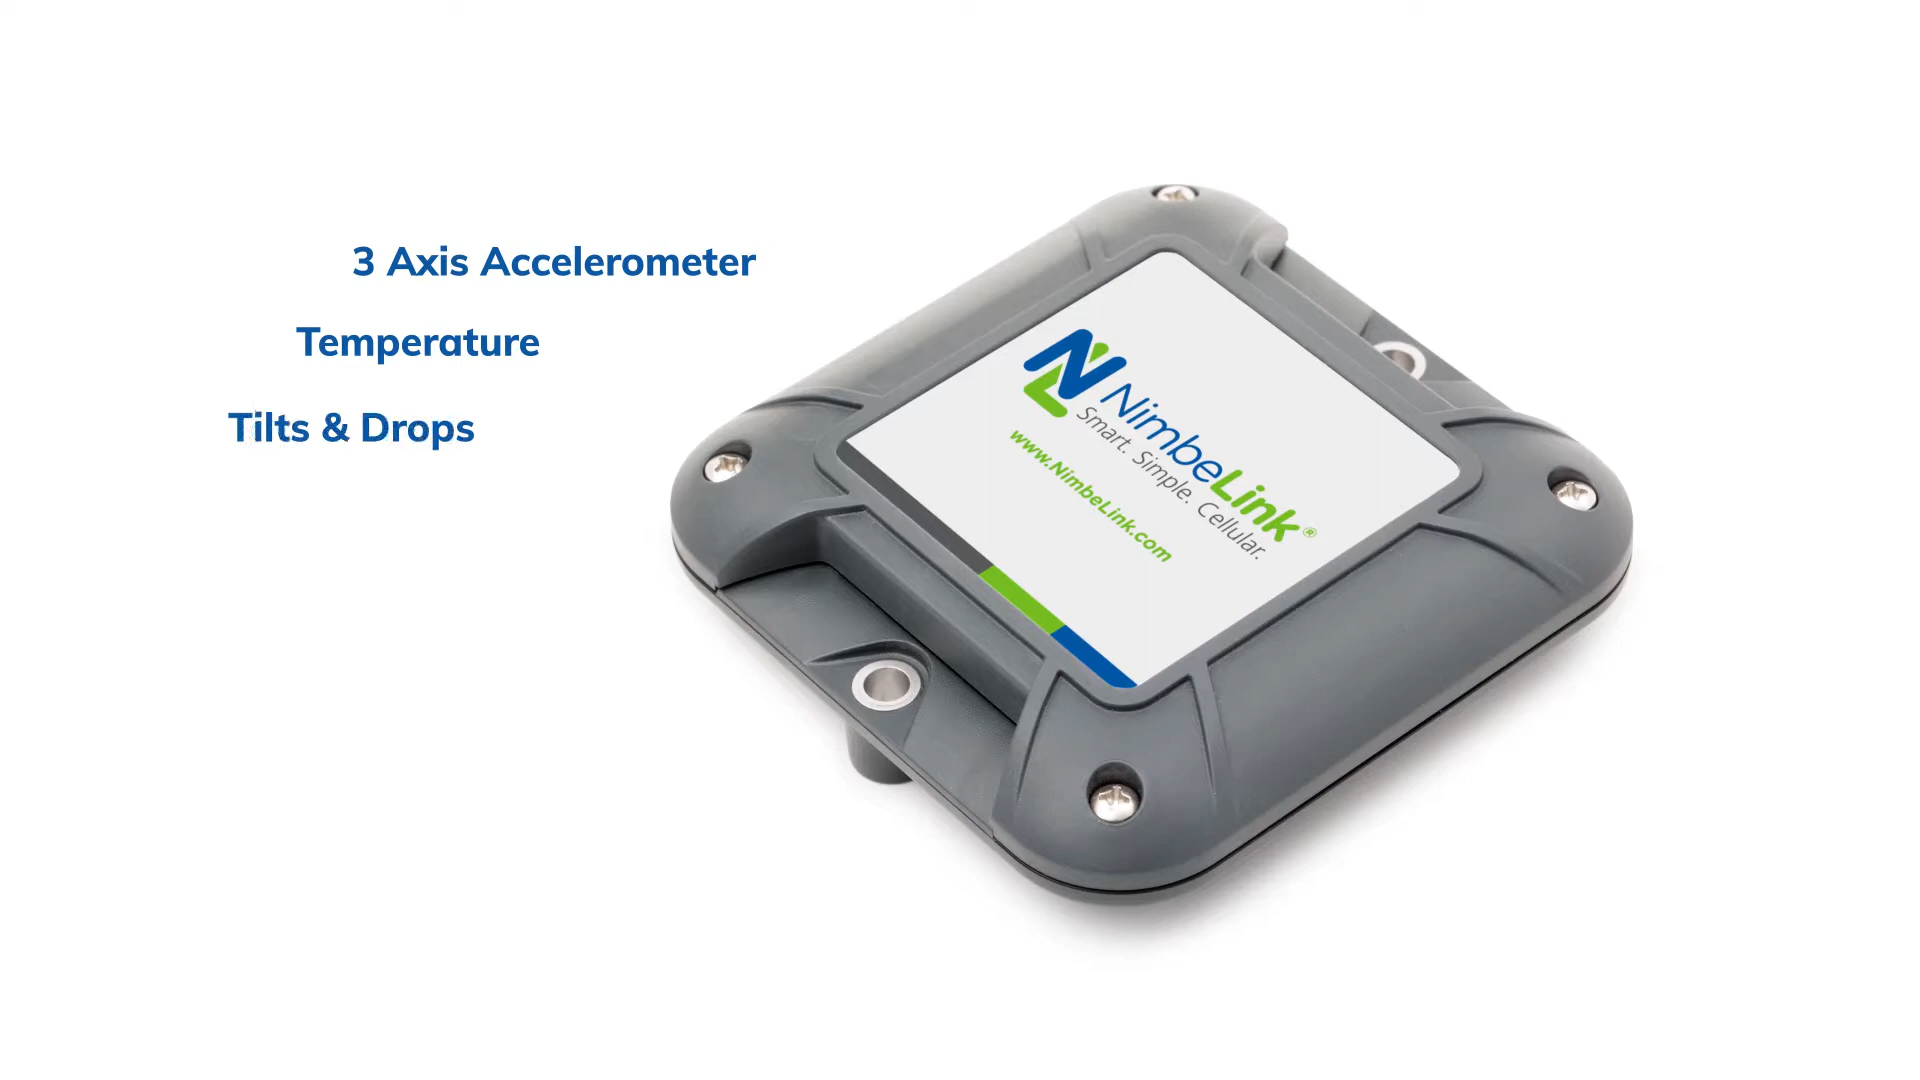 3 Axis Accelerometer
Temperature
Tilts & Drops
NimbeLink®
Smart. Simple. Cellular.
www.NimbeLink.com